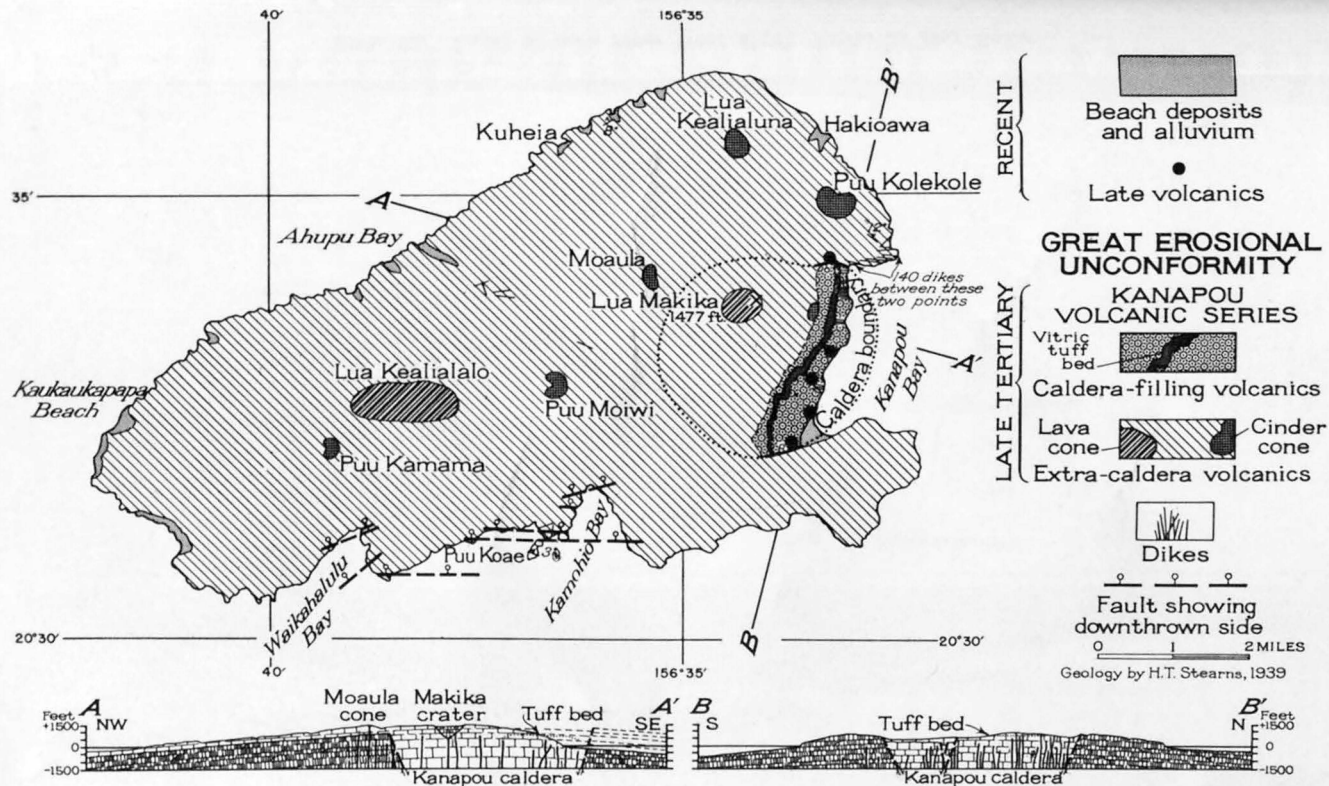 40'
156°35'
Lua
Kealialuna
B'
Hakioawa
Kuheia
35'
A
Puu Kolekole
Ahupu Bay
Moaula
Lua Makika
1477 ft.
140 dikes
between these
two points
Caldera boundary
Kanapou
Bay
A'
Lua Kealialalo
Kaukaukapapa
Beach
Puu Moiwi
Puu Kamama
Puu Koae
Kamohio Bay
Waikahalulu
Bay
B
20°30'
20°30'
40'
156°35'
RECENT
Beach deposits
and alluvium
Late volcanics
GREAT EROSIONAL
UNCONFORMITY
LATE TERTIARY
KANAPOU
VOLCANIC SERIES
Vitric
tuff
bed
Caldera-filling volcanics
Lava
cone
Cinder
cone
Extra-caldera volcanics
Dikes
Fault showing
downthrown side
0 1 2 MILES
Geology by H.T. Stearns, 1939
A
NW
Feet
+1500
0
-1500
Moaula
cone
Makika
crater
Tuff bed
A'
SE
Kanapou caldera
B
S
Tuff bed
B'
N
Feet
+1500
0
-1500
Kanapou caldera